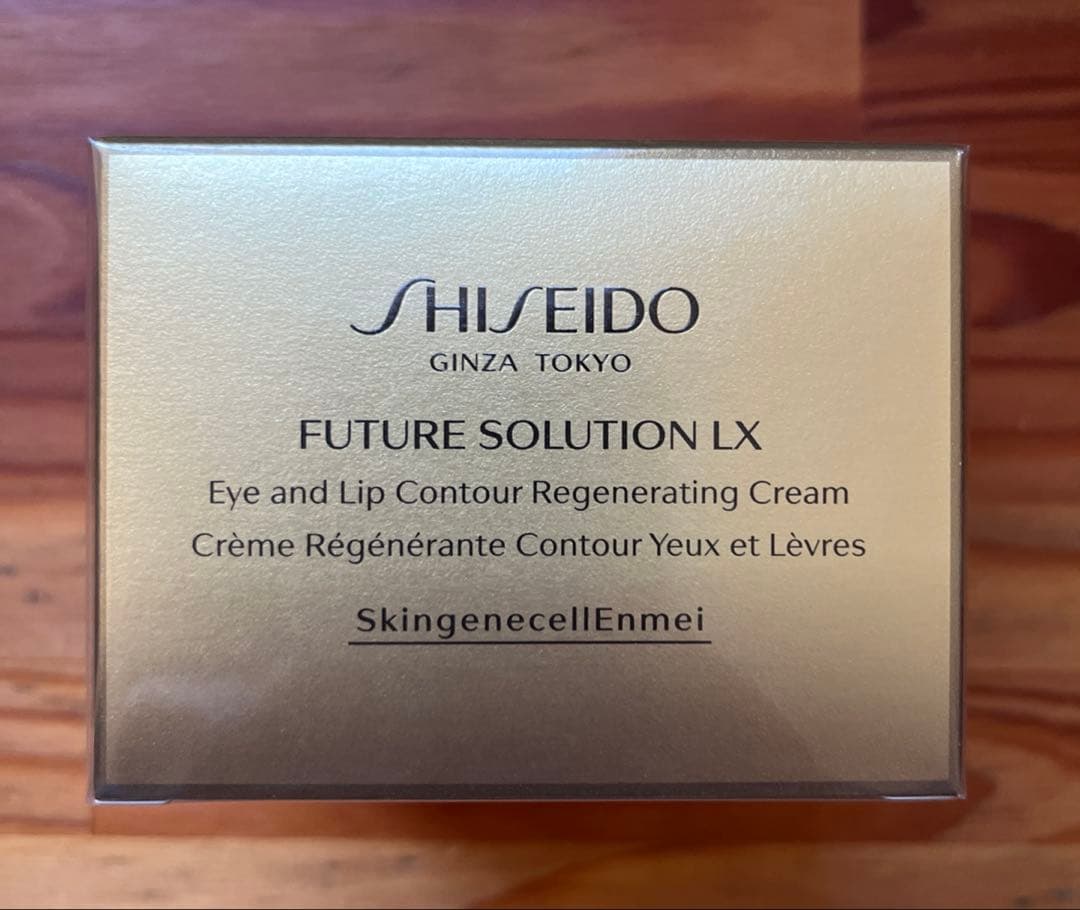 SHISEIDO
GINZA TOKYO
FUTURE SOLUTION LX
Eye and Lip Contour Regenerating Cream
Crème Régénérante Contour Yeux et Lèvres
SkingenecellEnmei